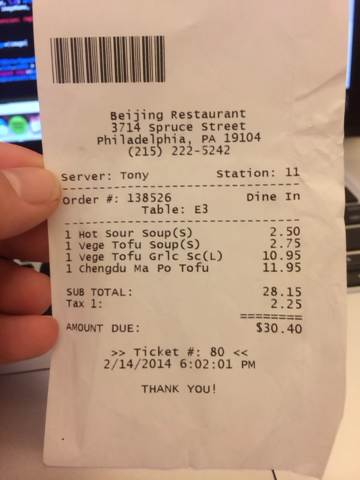 Beijing Restaurant
3714 Spruce Street
Philadelphia, PA 19104
(215) 222-5242
Server: Tony Station: 11
Order #: 138526 Dine In
Table: E3
1 Hot Sour Soup(S) 2.50
1 Vege Tofu Soup(S) 2.75
1 Vege Tofu Grlc Sc(L) 10.95
1 Chengdu Ma Po Tofu 11.95
SUB TOTAL: 28.15
Tax 1: 2.25
========
AMOUNT DUE: $30.40
>> Ticket #: 80 <<
2/14/2014 6:02:01 PM
THANK YOU!